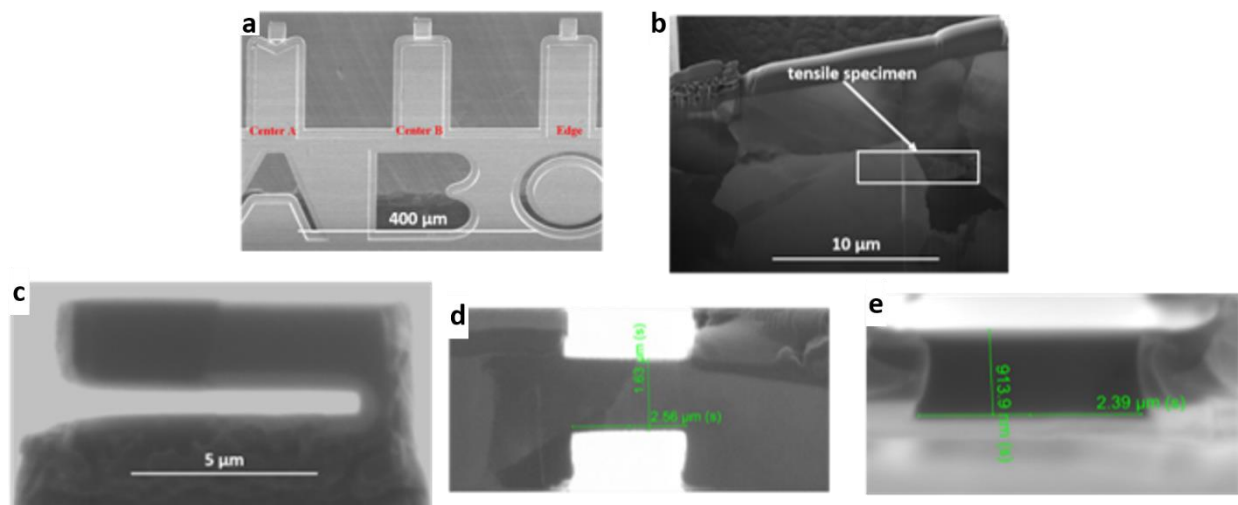 a
Center A
Center B
Edge
400 µm
b
tensile specimen
10 µm
c
5 µm
d
1.63 µm (s)
2.56 µm (s)
e
913.9 nm (s)
2.39 µm (s)